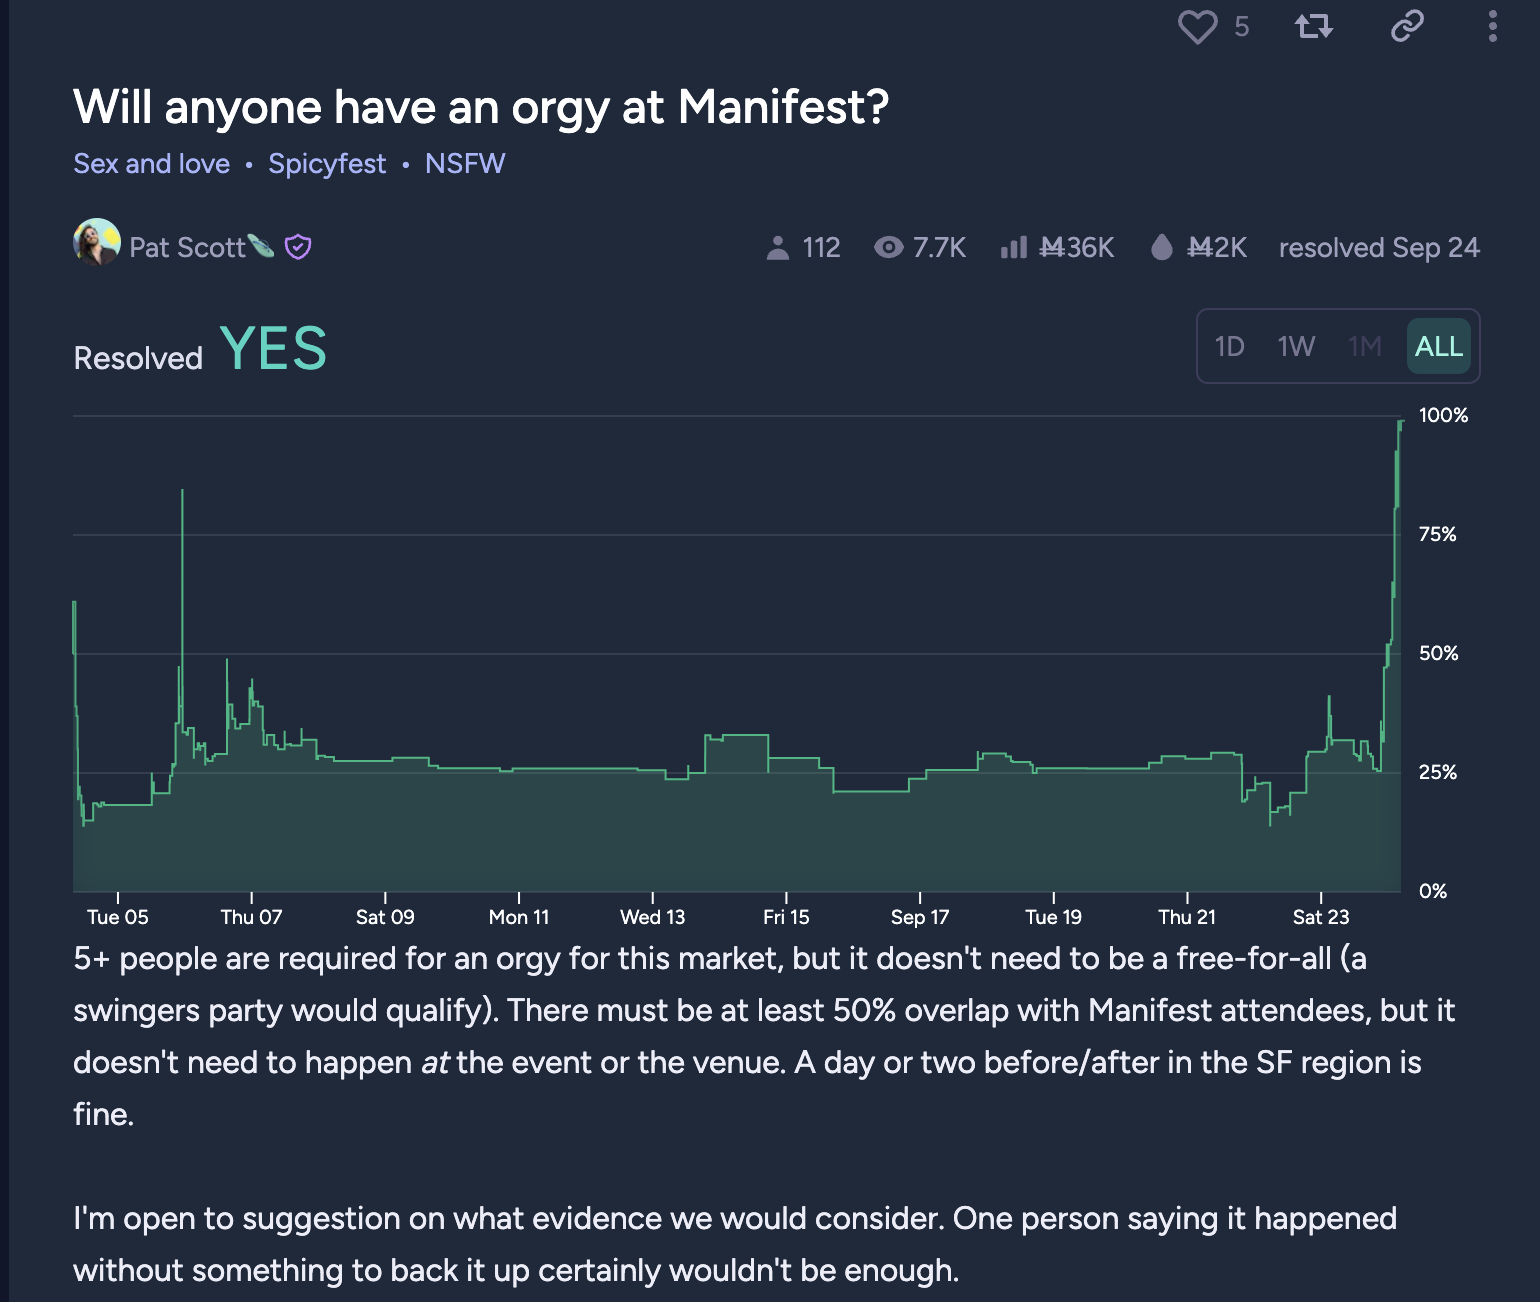 5
Will anyone have an orgy at Manifest?
Sex and love • Spicyfest • NSFW
Pat Scott 112 7.7K Ṁ36K Ṁ2K resolved Sep 24
Resolved YES
1D 1W 1M ALL
100%
75%
50%
25%
0%
Tue 05 Thu 07 Sat 09 Mon 11 Wed 13 Fri 15 Sep 17 Tue 19 Thu 21 Sat 23
5+ people are required for an orgy for this market, but it doesn't need to be a free-for-all (a
swingers party would qualify). There must be at least 50% overlap with Manifest attendees, but it
doesn't need to happen at the event or the venue. A day or two before/after in the SF region is
fine.
I'm open to suggestion on what evidence we would consider. One person saying it happened
without something to back it up certainly wouldn't be enough.